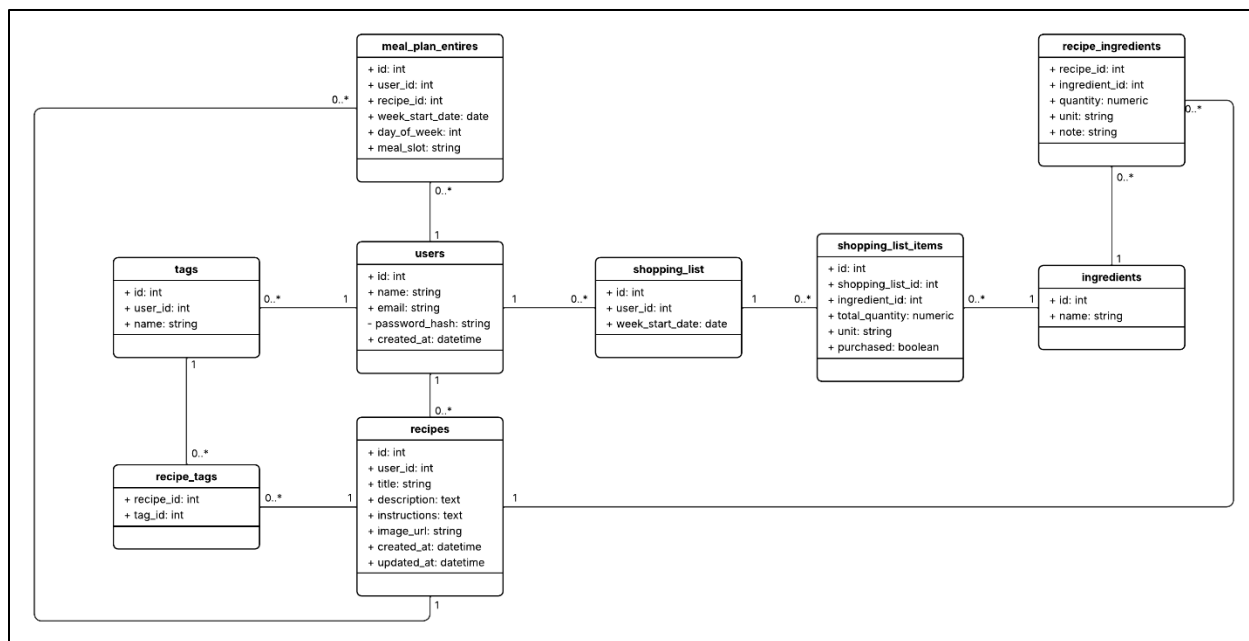 meal_plan_entires
+ id: int
+ user_id: int
+ recipe_id: int
+ week_start_date: date
+ day_of_week: int
+ meal_slot: string
0..*
0..*
1
recipe_ingredients
+ recipe_id: int
+ ingredient_id: int
+ quantity: numeric
+ unit: string
+ note: string
0..*
0..*
1
tags
+ id: int
+ user_id: int
+ name: string
0..*
1
1
0..*
users
+ id: int
+ name: string
+ email: string
- password_hash: string
+ created_at: datetime
1
0..*
1
0..*
shopping_list
+ id: int
+ user_id: int
+ week_start_date: date
1
0..*
shopping_list_items
+ id: int
+ shopping_list_id: int
+ ingredient_id: int
+ total_quantity: numeric
+ unit: string
+ purchased: boolean
0..*
1
ingredients
+ id: int
+ name: string
recipe_tags
+ recipe_id: int
+ tag_id: int
0..*
1
recipes
+ id: int
+ user_id: int
+ title: string
+ description: text
+ instructions: text
+ image_url: string
+ created_at: datetime
+ updated_at: datetime
1
1